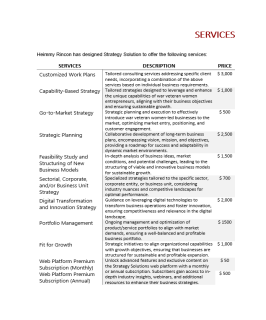 SERVICES
Heirmny Rincon has designed Strategy Solution to offer the following services:
SERVICES DESCRIPTION PRICE
Customized Work Plans Tailored consulting services addressing specific client $ 3,000
needs, incorporating a combination of the above
services based on individual business requirements
Capability-Based Strategy Tailored strategies designed to leverage and enhance $ 1,000
the unique capabilities of war veteran women
entrepreneurs, aligning with their business objectives
and ensuring sustainable growth.
Go-to-Market Strategy Strategic planning and execution to effectively $ 500
introduce war veteran women-led businesses to the
market, optimizing market entry, positioning, and
customer engagement.
Strategic Planning Collaborative development of long-term business $ 2,500
plans, encompassing vision, mission, and objectives,
providing a roadmap for success and adaptability in
dynamic market environments.
Feasibility Study and In-depth analysis of business ideas, market $ 1,500
Structuring of New conditions, and potential challenges, leading to the
Business Models structuring of viable and innovative business models
for sustainable growth.
Sectorial, Corporate, Specialized strategies tailored to the specific sector, $ 700
and/or Business Unit corporate entity, or business unit, considering
Strategy industry nuances and competitive landscapes for
optimal performance.
Digital Transformation Guidance on leveraging digital technologies to $ 2,000
and Innovation Strategy transform business operations and foster innovation,
ensuring competitiveness and relevance in the digital
landscape.
Portfolio Management Ongoing management and optimization of $ 1500
product/service portfolios to align with market
demands, ensuring a well-balanced and profitable
business portfolio.
Fit for Growth Strategic initiatives to align organizational capabilities $ 1,000
with growth objectives, ensuring that businesses are
structured for sustainable and profitable expansion.
Web Platform Premium Unlock advanced features and exclusive content on $ 50
Subscription (Monthly) the Strategy Solutions web platform with a monthly
Web Platform Premium or annual subscription. Subscribers gain access to in- $ 500
Subscription (Annual) depth industry insights, webinars, and additional
resources to enhance their business strategies.